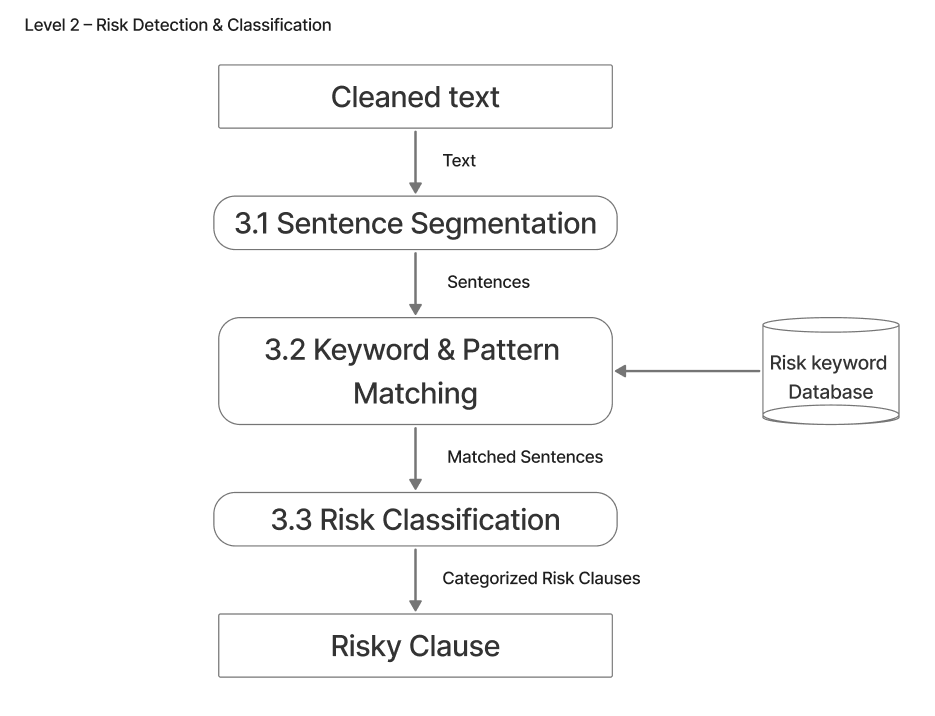 Level 2 – Risk Detection & Classification
Cleaned text
Text
3.1 Sentence Segmentation
Sentences
3.2 Keyword & Pattern
Matching
Risk keyword
Database
Matched Sentences
3.3 Risk Classification
Categorized Risk Clauses
Risky Clause